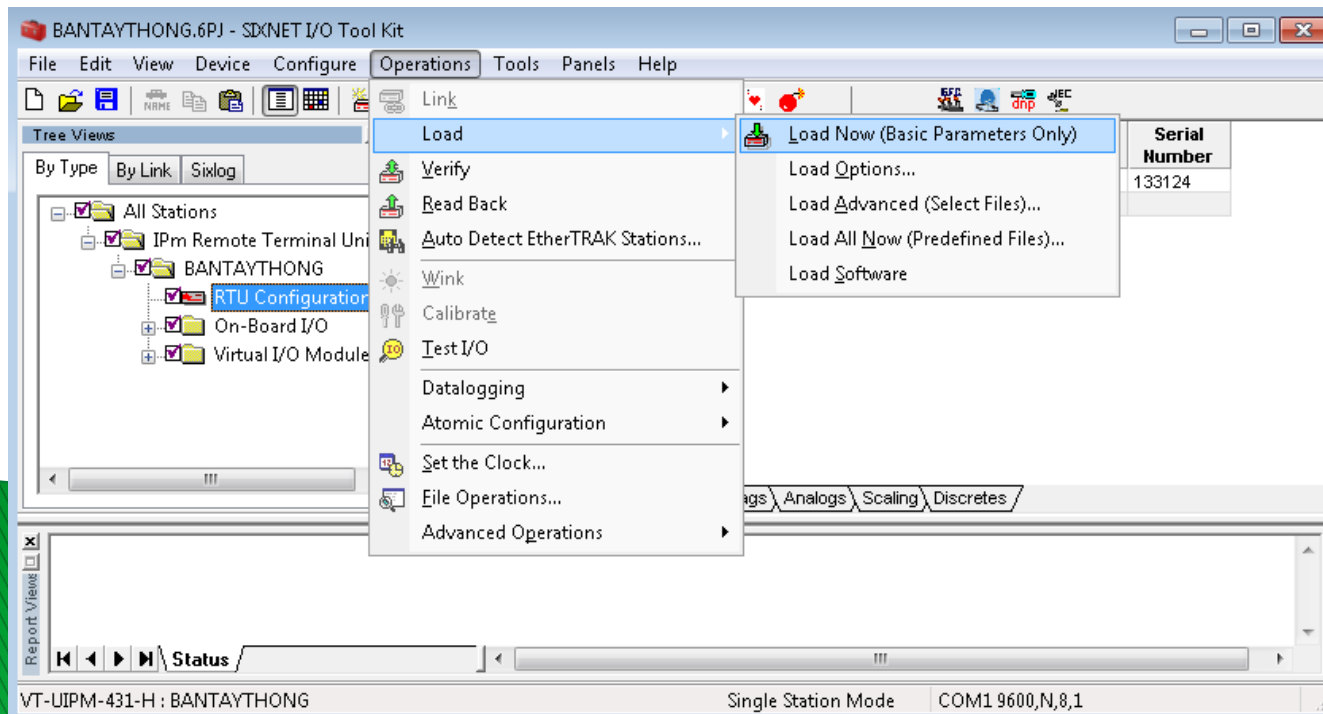 BANTAYTHONG.6PJ - SIXNET I/O Tool Kit
File Edit View Device Configure Operations Tools Panels Help
NAME
dnp
IEC
Tree Views
By Type By Link Sixlog
All Stations
IPm Remote Terminal Uni
BANTAYTHONG
RTU Configuration
On-Board I/O
Virtual I/O Module
Link
Load
Verify
Read Back
Auto Detect EtherTRAK Stations...
Wink
Calibrate
Test I/O
Datalogging
Atomic Configuration
Set the Clock...
File Operations...
Advanced Operations
Load Now (Basic Parameters Only)
Load Options...
Load Advanced (Select Files)...
Load All Now (Predefined Files)...
Load Software
Serial
Number
133124
ags Analogs Scaling Discretes
Report Views
Status
VT-UIPM-431-H : BANTAYTHONG Single Station Mode COM1 9600,N,8,1